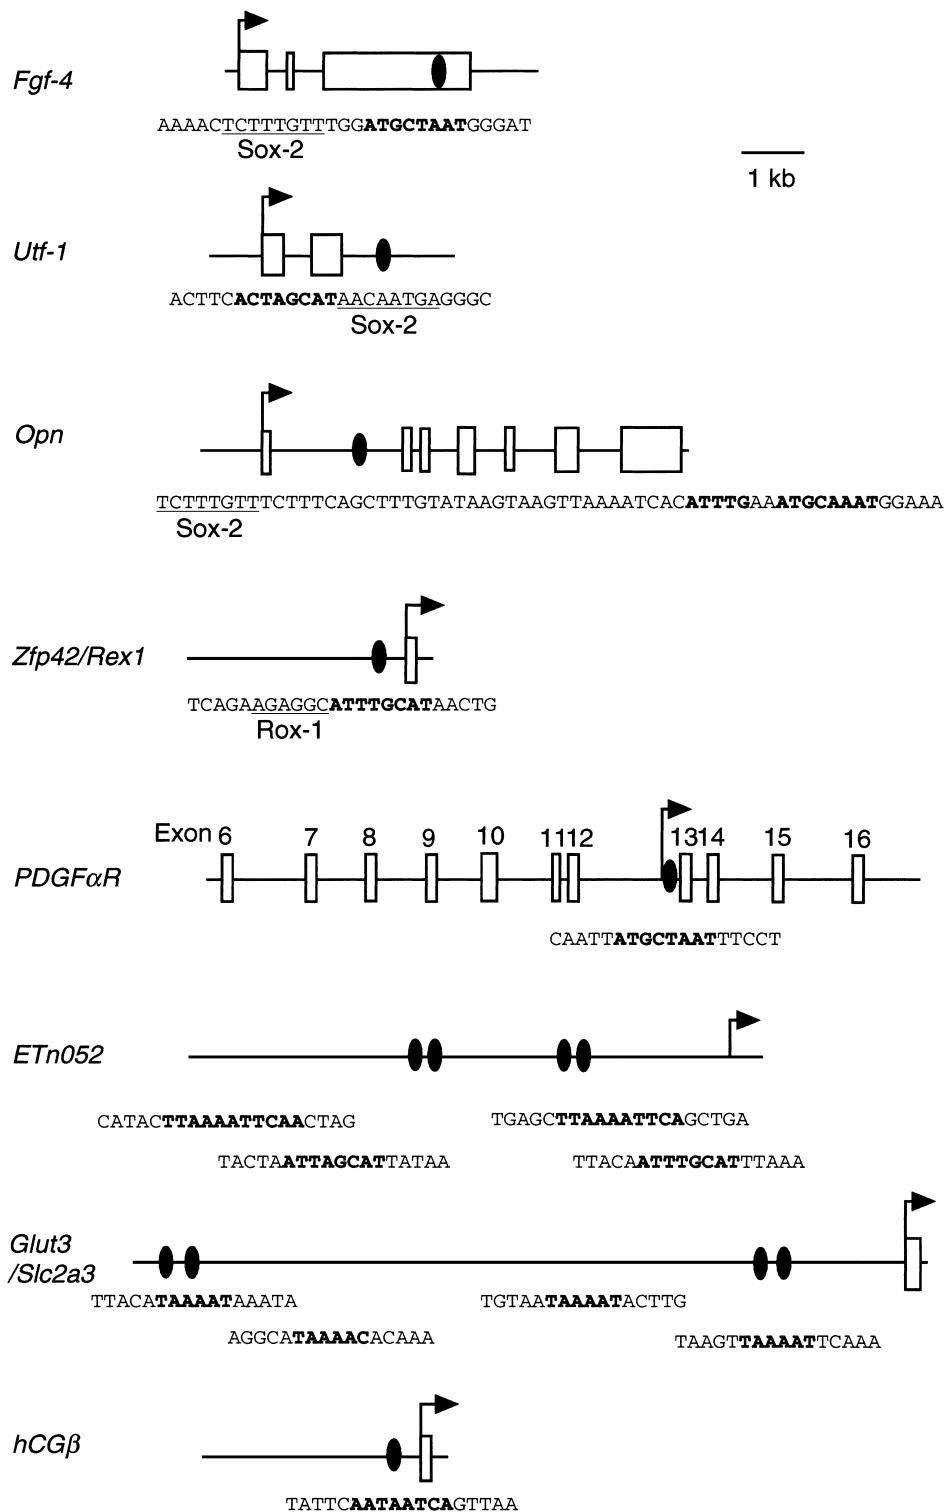 Fgf-4
AAAACTCTTTGTTTGGATGCTAATGGGAT
Sox-2
1 kb
Utf-1
ACTTCACTAGCATAACAATGAGGGC
Sox-2
Opn
TCTTTGTTTCTTTCAGCTTTGTATAAGTAAGTTAAAATCACATTTGAAATGCAAATGGAAA
Sox-2
Zfp42/Rex1
TCAGAAGAGGCATTTGCATAACTG
Rox-1
Exon 6 7 8 9 10 11 12 13 14 15 16
PDGFαR
CAATTATGCTAATTTCCT
ETn052
CATACTTAAAATTCAACTAG TGAGCTTAAAATTCAGCTGA
TACTAATTAGCATTATAA TTACAATTTGCATTTAAA
Glut3
/Slc2a3
TTACATAAAATAAATA TGTAATAAAATACTTG
AGGCATAAAACACAAA TAAGTTAAAATTCAAA
hCGβ
TATTCAATAATCAGTTAA